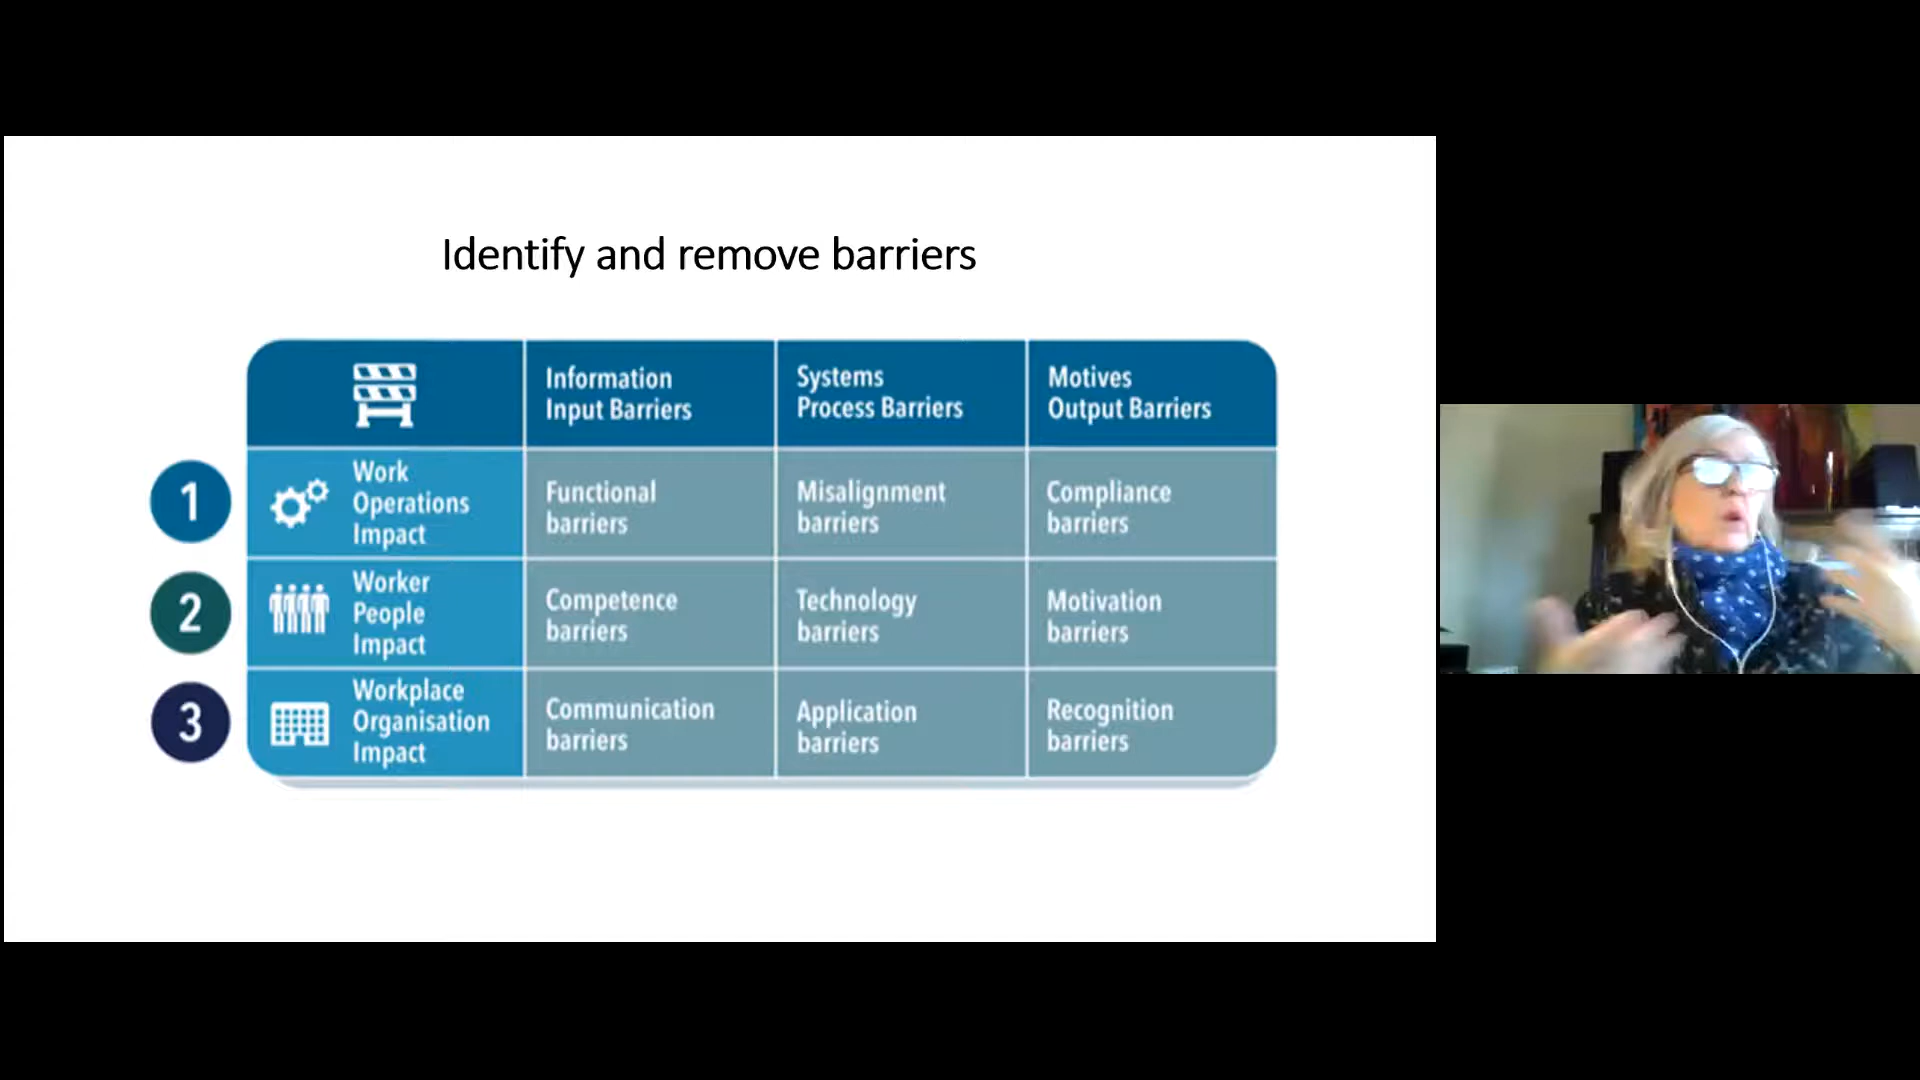 Identify and remove barriers
Information
Input Barriers
Systems
Process Barriers
Motives
Output Barriers
1
Work
Operations
Impact
Functional
barriers
Misalignment
barriers
Compliance
barriers
2
Worker
People
Impact
Competence
barriers
Technology
barriers
Motivation
barriers
3
Workplace
Organisation
Impact
Communication
barriers
Application
barriers
Recognition
barriers